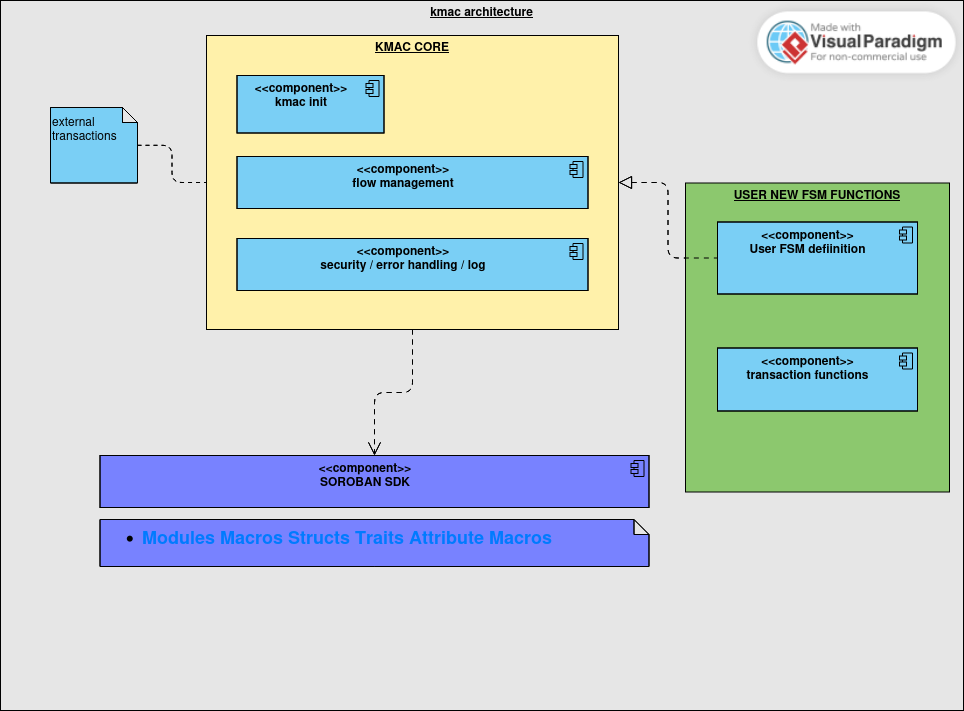 kmac architecture
Made with
Visual Paradigm
For non-commercial use
KMAC CORE
<<component>>
kmac init
external
transactions
<<component>>
flow management
<<component>>
security / error handling / log
USER NEW FSM FUNCTIONS
<<component>>
User FSM defiinition
<<component>>
transaction functions
<<component>>
SOROBAN SDK
• Modules Macros Structs Traits Attribute Macros